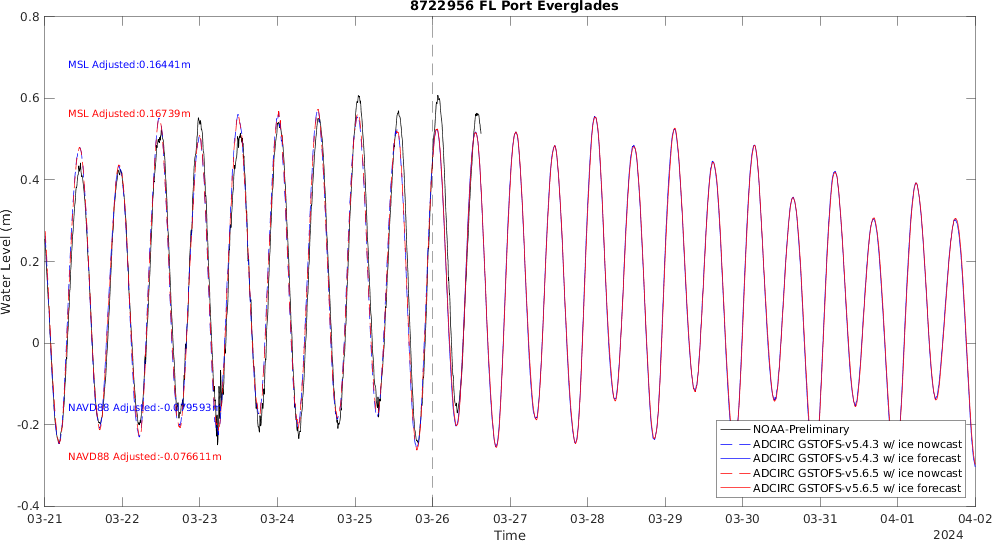 8722956 FL Port Everglades
0.8
0.6
0.4
0.2
0
-0.2
-0.4
Water Level (m)
MSL Adjusted:0.16441
MSL Adjusted:0.16739
NAVD88 Adjusted:-0.079593
NAVD88 Adjusted:-0.076611
NOAA-Preliminary
ADCIRC GSTOFS-v5.4.3 w/ ice nowcast
ADCIRC GSTOFS-v5.4.3 w/ ice forecast
ADCIRC GSTOFS-v5.6.5 w/ ice nowcast
ADCIRC GSTOFS-v5.6.5 w/ ice forecast
03-21 03-22 03-23 03-24 03-25 03-26 03-27 03-28 03-29 03-30 03-31 04-01 04-02
Time
2024